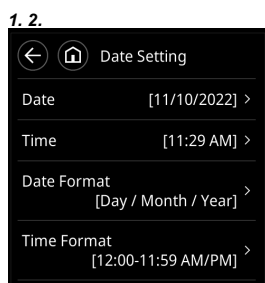 1. 2.
Date Setting
Date [11/10/2022] >
Time [11:29 AM] >
Date Format
[Day / Month / Year] >
Time Format
[12:00-11:59 AM/PM] >